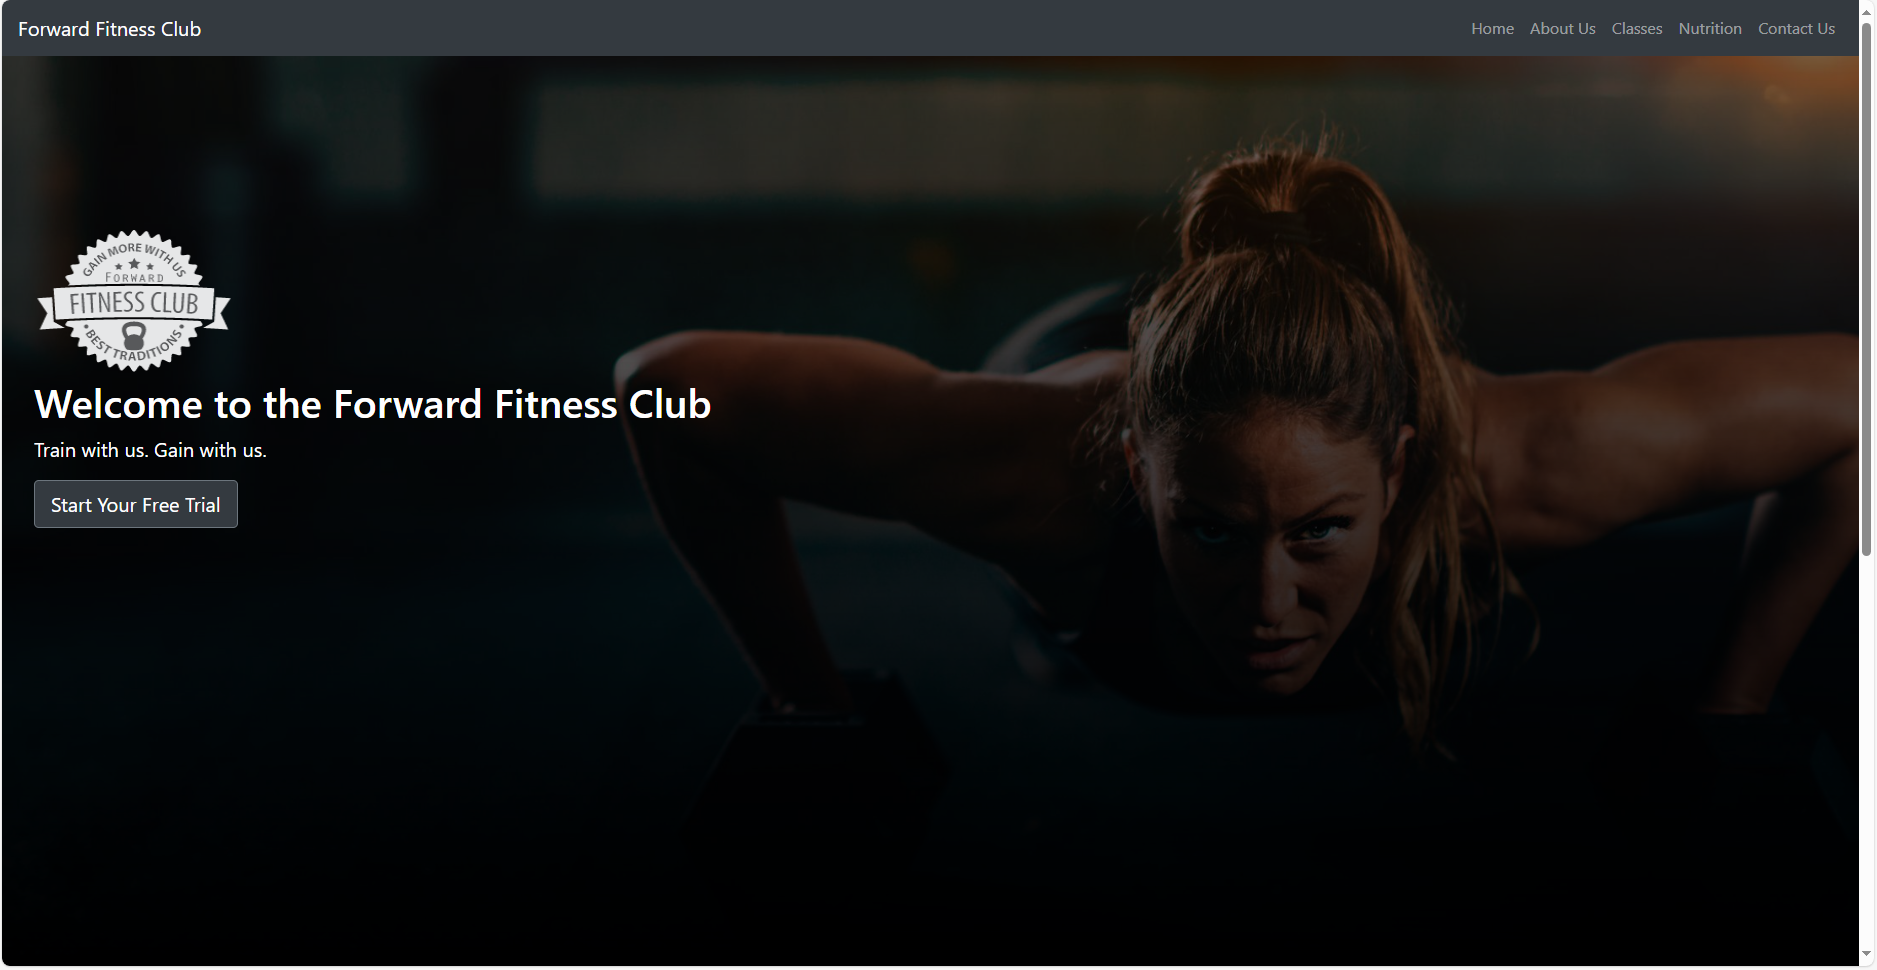 Forward Fitness Club
Home About Us Classes Nutrition Contact Us
GAIN MORE WITH US
FORWARD
FITNESS CLUB
BEST TRADITIONS
Welcome to the Forward Fitness Club
Train with us. Gain with us.
Start Your Free Trial